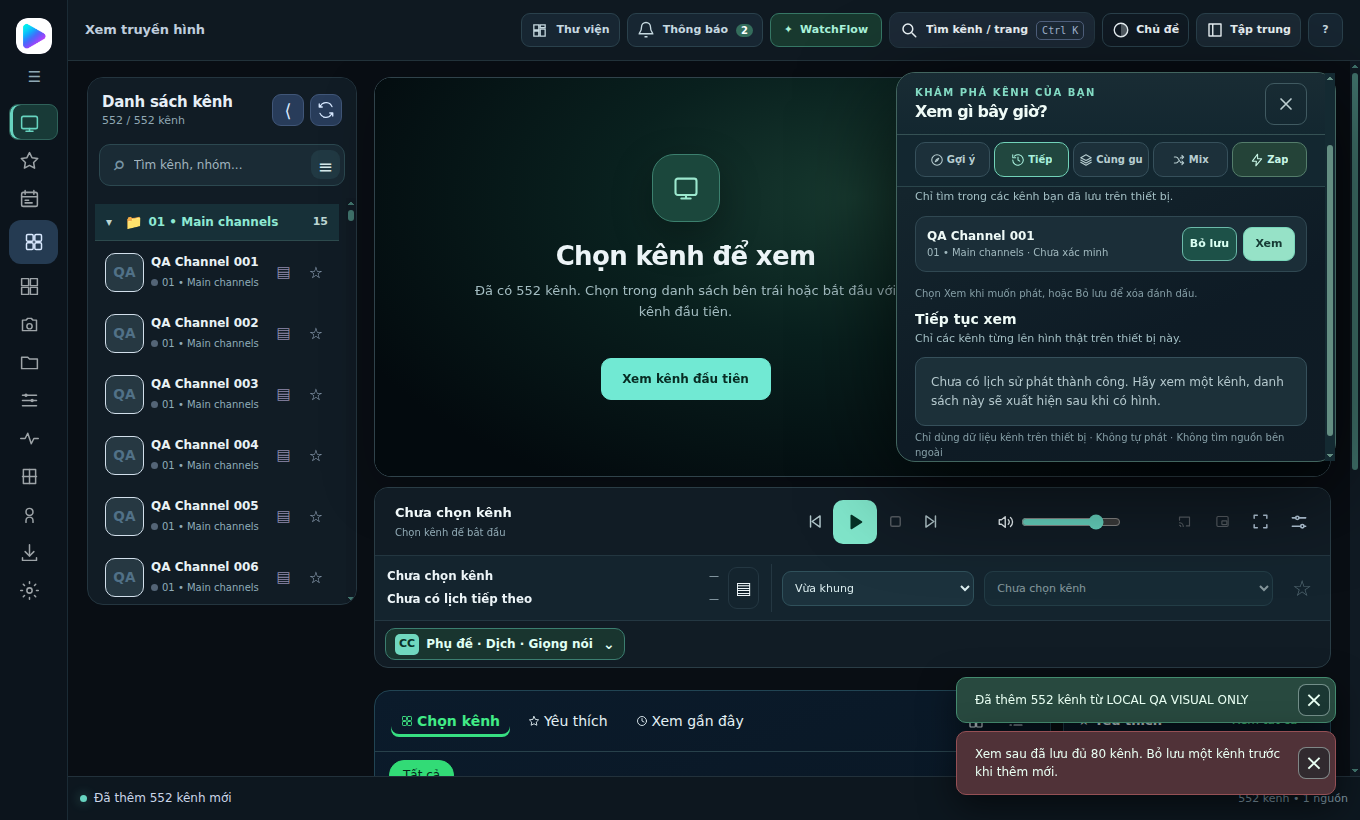 Xem truyền hình
Thư viện
Thông báo 2
WatchFlow
Tìm kênh / trang Ctrl K
Chủ đề
Tập trung
?
Danh sách kênh
552 / 552 kênh
Tìm kênh, nhóm...
01 • Main channels 15
QA
QA Channel 001
01 • Main channels
QA
QA Channel 002
01 • Main channels
QA
QA Channel 003
01 • Main channels
QA
QA Channel 004
01 • Main channels
QA
QA Channel 005
01 • Main channels
QA
QA Channel 006
01 • Main channels
Chọn kênh để xem
Đã có 552 kênh. Chọn trong danh sách bên trái hoặc bắt đầu với
kênh đầu tiên.
Xem kênh đầu tiên
KHÁM PHÁ KÊNH CỦA BẠN
Xem gì bây giờ?
Gợi ý
Tiếp
Cùng gu
Mix
Zap
Chỉ tìm trong các kênh bạn đã lưu trên thiết bị.
QA Channel 001
01 • Main channels · Chưa xác minh
Bỏ lưu
Xem
Chọn Xem khi muốn phát, hoặc Bỏ lưu để xóa đánh dấu.
Tiếp tục xem
Chỉ các kênh từng lên hình thật trên thiết bị này.
Chưa có lịch sử phát thành công. Hãy xem một kênh, danh
sách này sẽ xuất hiện sau khi có hình.
Chỉ dùng dữ liệu kênh trên thiết bị · Không tự phát · Không tìm nguồn bên
ngoài
Chưa chọn kênh
Chọn kênh để bắt đầu
Chưa chọn kênh —
Chưa có lịch tiếp theo —
Vừa khung
Chưa chọn kênh
CC Phụ đề · Dịch · Giọng nói
Chọn kênh
Yêu thích
Xem gần đây
Tất cả
Đã thêm 552 kênh từ LOCAL QA VISUAL ONLY
Xem sau đã lưu đủ 80 kênh. Bỏ lưu một kênh trước
khi thêm mới.
Đã thêm 552 kênh mới
552 kênh • 1 nguồn